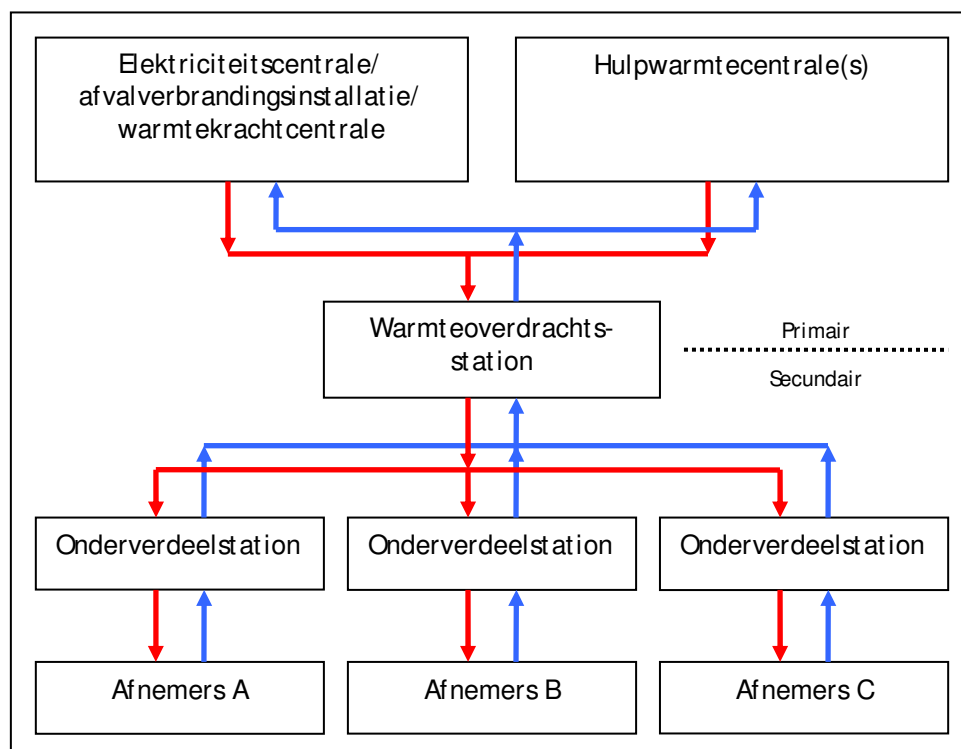 Elektriciteitscentrale/
afvalverbrandingsinstallatie/
warmtekrachtcentrale
Hulpwarmtecentrale(s)
Warmteoverdrachts-
station
Primair
Secundair
Onderverdeelstation
Onderverdeelstation
Onderverdeelstation
Afnemers A
Afnemers B
Afnemers C